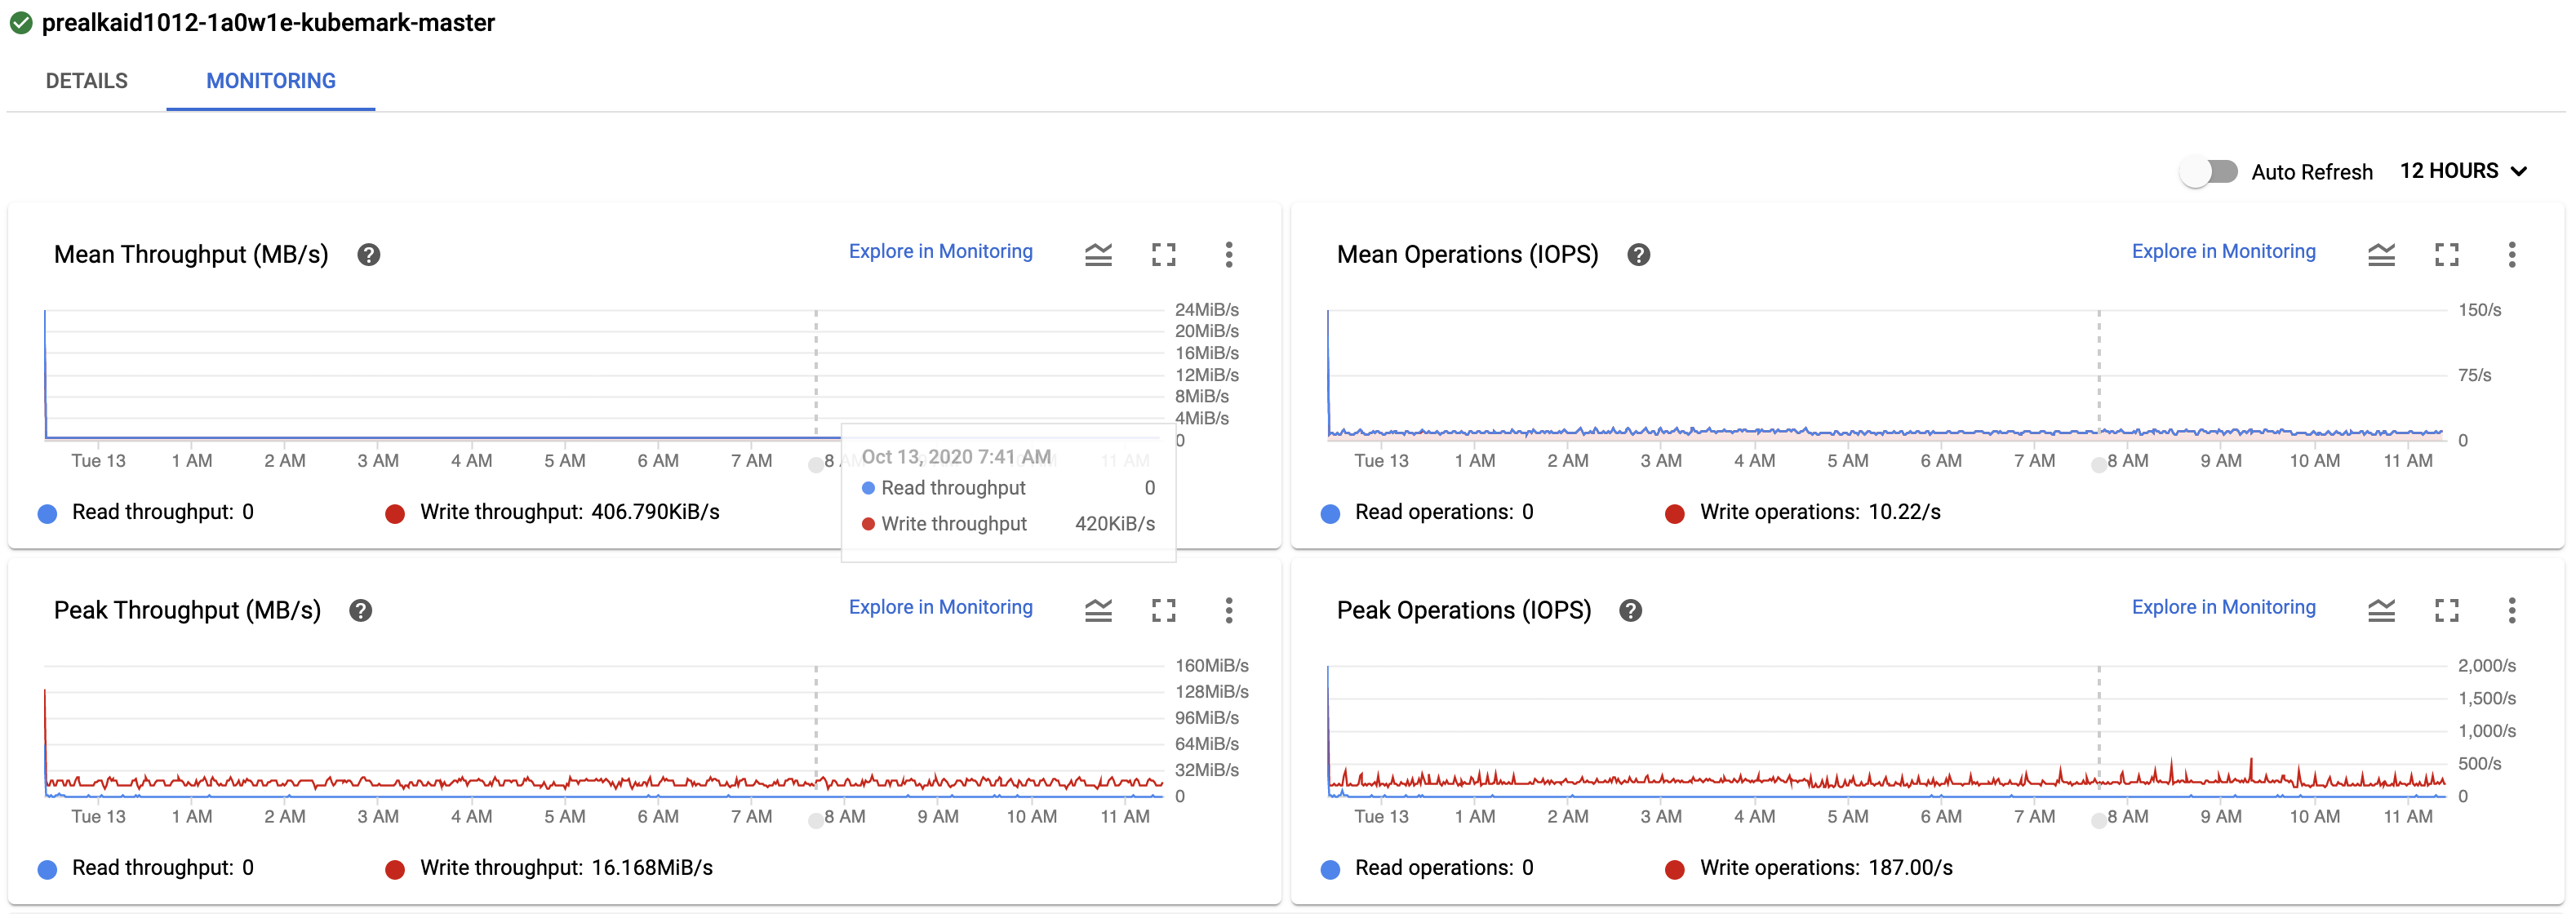 prealkaid1012-1a0w1e-kubemark-master
DETAILS MONITORING
Auto Refresh 12 HOURS
Mean Throughput (MB/s) Explore in Monitoring
24MiB/s
20MiB/s
16MiB/s
12MiB/s
8MiB/s
4MiB/s
0
Tue 13 1 AM 2 AM 3 AM 4 AM 5 AM 6 AM 7 AM 8 AM 11 AM
Oct 13, 2020 7:41 AM
Read throughput 0
Write throughput 420KiB/s
Read throughput: 0 Write throughput: 406.790KiB/s
Mean Operations (IOPS) Explore in Monitoring
150/s
75/s
0
Tue 13 1 AM 2 AM 3 AM 4 AM 5 AM 6 AM 7 AM 8 AM 9 AM 10 AM 11 AM
Read operations: 0 Write operations: 10.22/s
Peak Throughput (MB/s) Explore in Monitoring
160MiB/s
128MiB/s
96MiB/s
64MiB/s
32MiB/s
0
Tue 13 1 AM 2 AM 3 AM 4 AM 5 AM 6 AM 7 AM 8 AM 9 AM 10 AM 11 AM
Read throughput: 0 Write throughput: 16.168MiB/s
Peak Operations (IOPS) Explore in Monitoring
2,000/s
1,500/s
1,000/s
500/s
0
Tue 13 1 AM 2 AM 3 AM 4 AM 5 AM 6 AM 7 AM 8 AM 9 AM 10 AM 11 AM
Read operations: 0 Write operations: 187.00/s